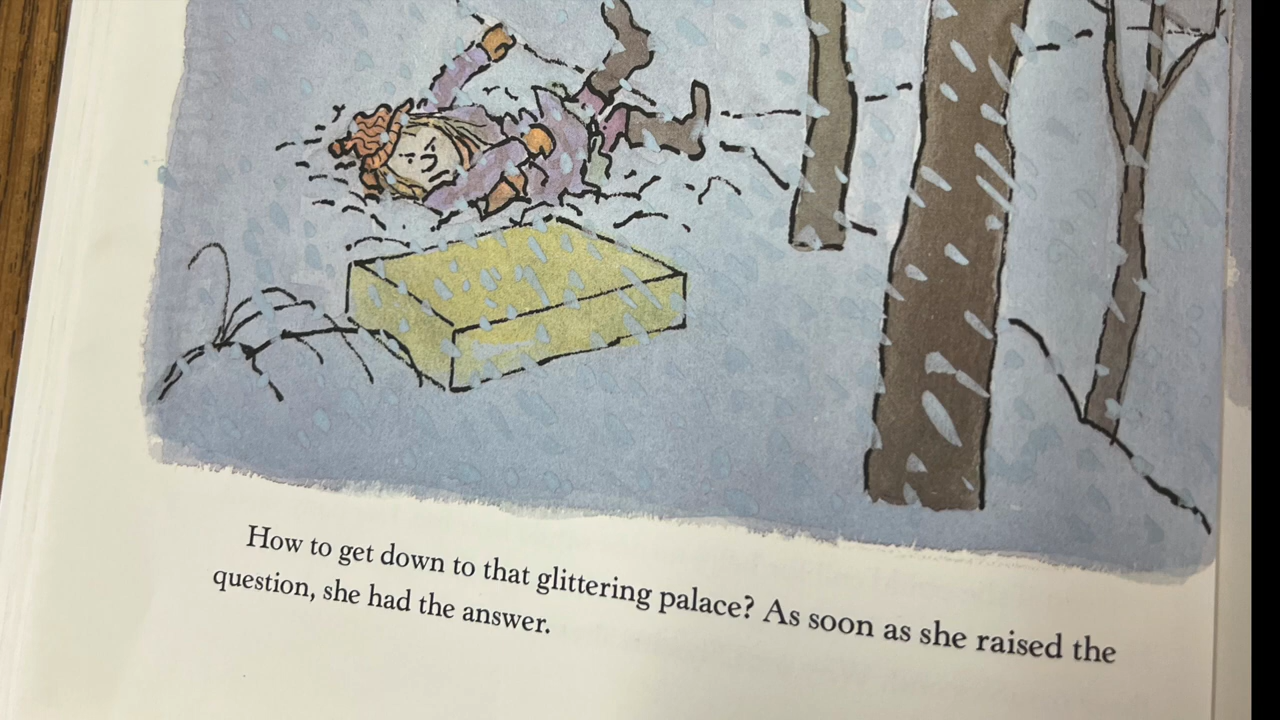 How to get down to that glittering palace? As soon as she raised the
question, she had the answer.